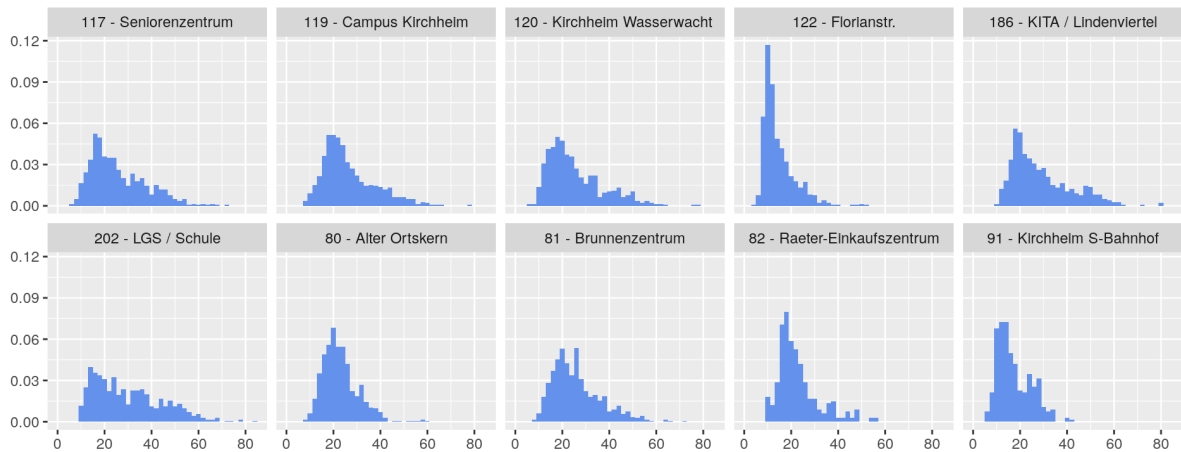 117 - Seniorenzentrum
119 - Campus Kirchheim
120 - Kirchheim Wasserwacht
122 - Florianstr.
186 - KITA / Lindenviertel
0.12
0.09
0.06
0.03
0.00
202 - LGS / Schule
80 - Alter Ortskern
81 - Brunnenzentrum
82 - Raeter-Einkaufszentrum
91 - Kirchheim S-Bahnhof
0.12
0.09
0.06
0.03
0.00
0 20 40 60 80 0 20 40 60 80 0 20 40 60 80 0 20 40 60 80 0 20 40 60 80